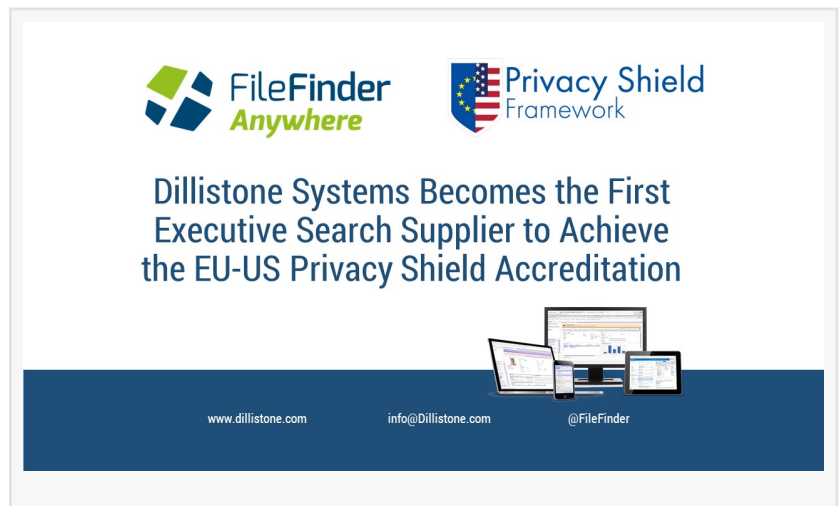 FileFinder
Anywhere
Privacy Shield
Framework
Dillistone Systems Becomes the First
Executive Search Supplier to Achieve
the EU-US Privacy Shield Accreditation
www.dillistone.com info@Dillistone.com @FileFinder